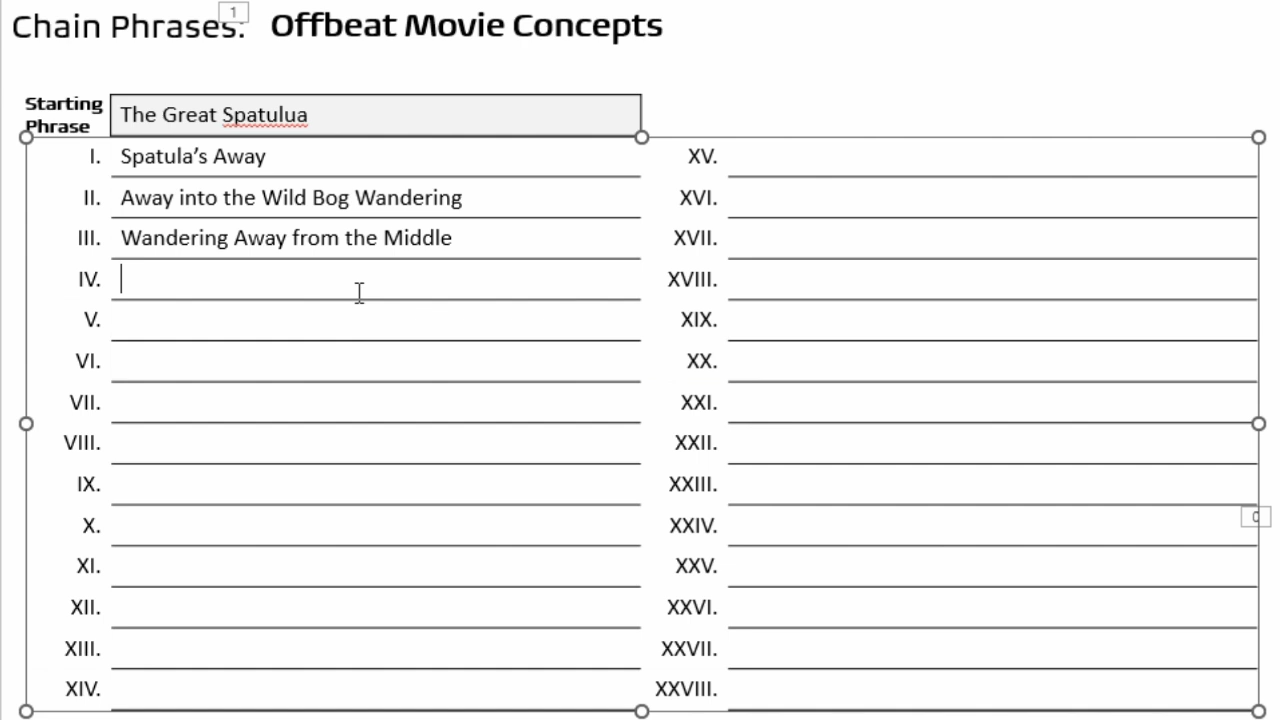 1
Chain Phrases: Offbeat Movie Concepts
Starting
Phrase
The Great Spatulua
I. Spatula’s Away
II. Away into the Wild Bog Wandering
III. Wandering Away from the Middle
IV.
V.
VI.
VII.
VIII.
IX.
X.
XI.
XII.
XIII.
XIV.
XV.
XVI.
XVII.
XVIII.
XIX.
XX.
XXI.
XXII.
XXIII.
XXIV.
XXV.
XXVI.
XXVII.
XXVIII.
0